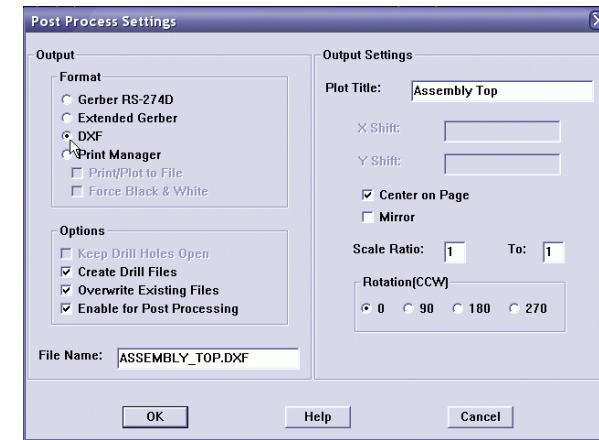 Post Process Settings
Output
Format
Gerber RS-274D
Extended Gerber
DXF
Print Manager
Print/Plot to File
Force Black & White
Options
Keep Drill Holes Open
Create Drill Files
Overwrite Existing Files
Enable for Post Processing
File Name: ASSEMBLY_TOP.DXF
Output Settings
Plot Title: Assembly Top
X Shift:
Y Shift:
Center on Page
Mirror
Scale Ratio: 1 To: 1
Rotation(CCW)
0 90 180 270
OK Help Cancel